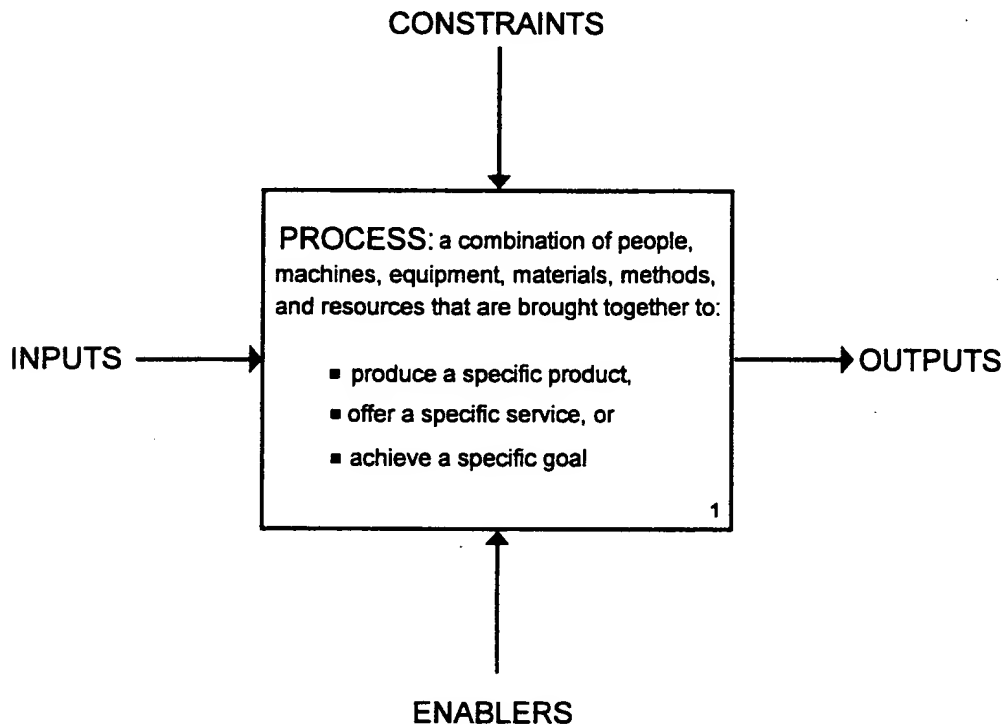 CONSTRAINTS
PROCESS: a combination of people,
machines, equipment, materials, methods,
and resources that are brought together to:
INPUTS
OUTPUTS
▪ produce a specific product,
▪ offer a specific service, or
▪ achieve a specific goal
1
ENABLERS